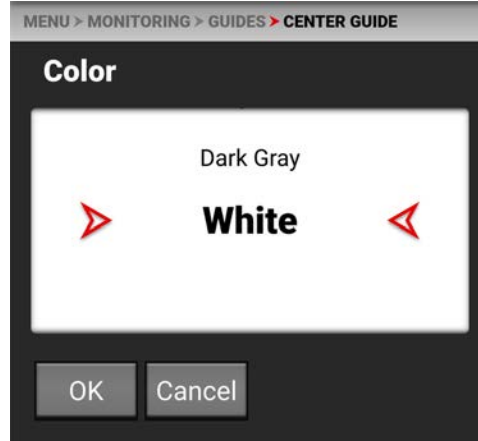 MENU > MONITORING > GUIDES > CENTER GUIDE
Color
Dark Gray
White
OK
Cancel